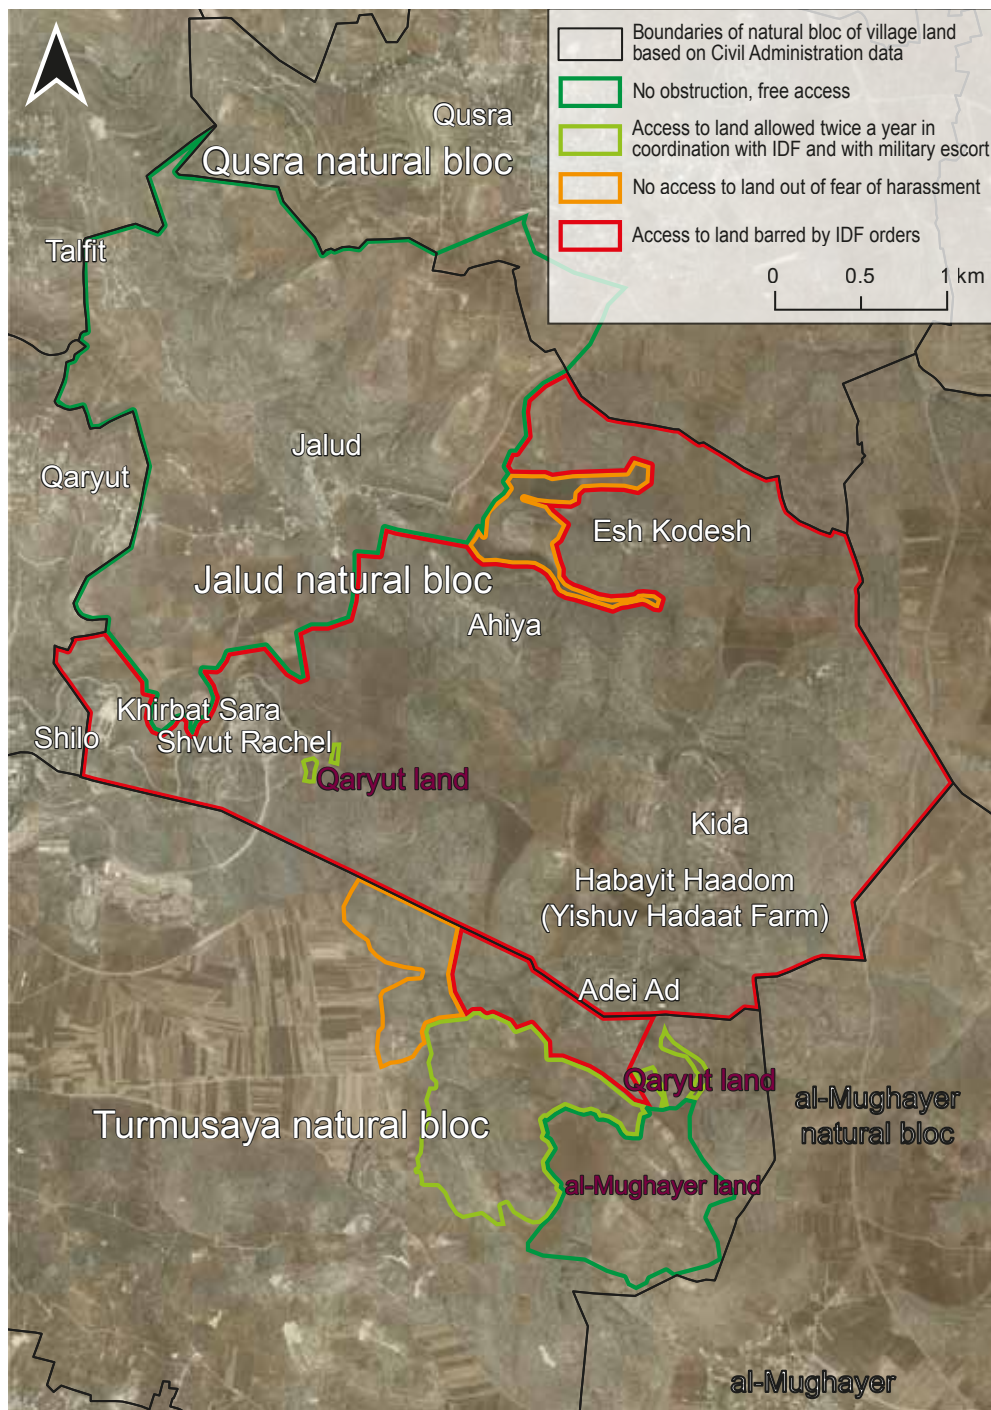 Boundaries of natural bloc of village land
based on Civil Administration data
No obstruction, free access
Access to land allowed twice a year in
coordination with IDF and with military escort
No access to land out of fear of harassment
Access to land barred by IDF orders
0 0.5 1 km
Qusra
Qusra natural bloc
Talfit
Jalud
Qaryut
Esh Kodesh
Jalud natural bloc
Ahiya
Khirbat Sara
Shilo
Shvut Rachel
Qaryut land
Kida
Habayit Haadom
(Yishuv Hadaat Farm)
Adei Ad
Qaryut land
al-Mughayer
natural bloc
Turmusaya natural bloc
al-Mughayer land
al-Mughayer